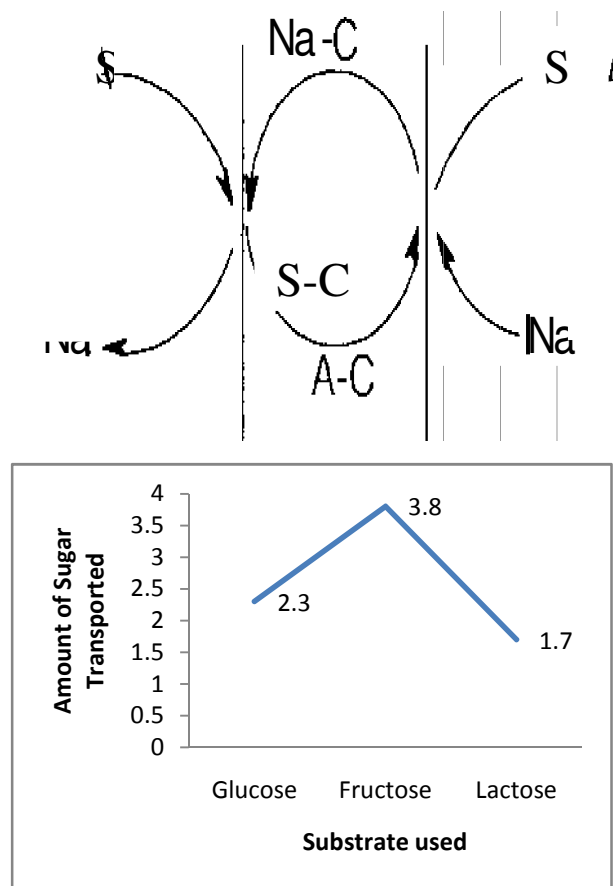 Na-C
S
S
S-C
Na
A-C
Amount of Sugar
Transported
4
3.5
3
2.5
2
1.5
1
0.5
0
2.3
3.8
1.7
Glucose Fructose Lactose
Substrate used